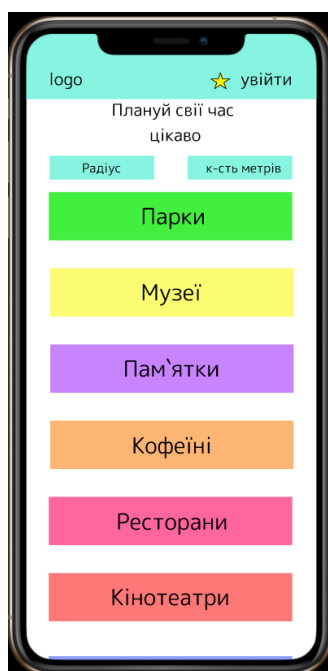 logo увійти
Плануй свії час
цікаво
Радіус к-сть метрів
Парки
Музеї
Пам`ятки
Кофеїні
Ресторани
Кінотеатри